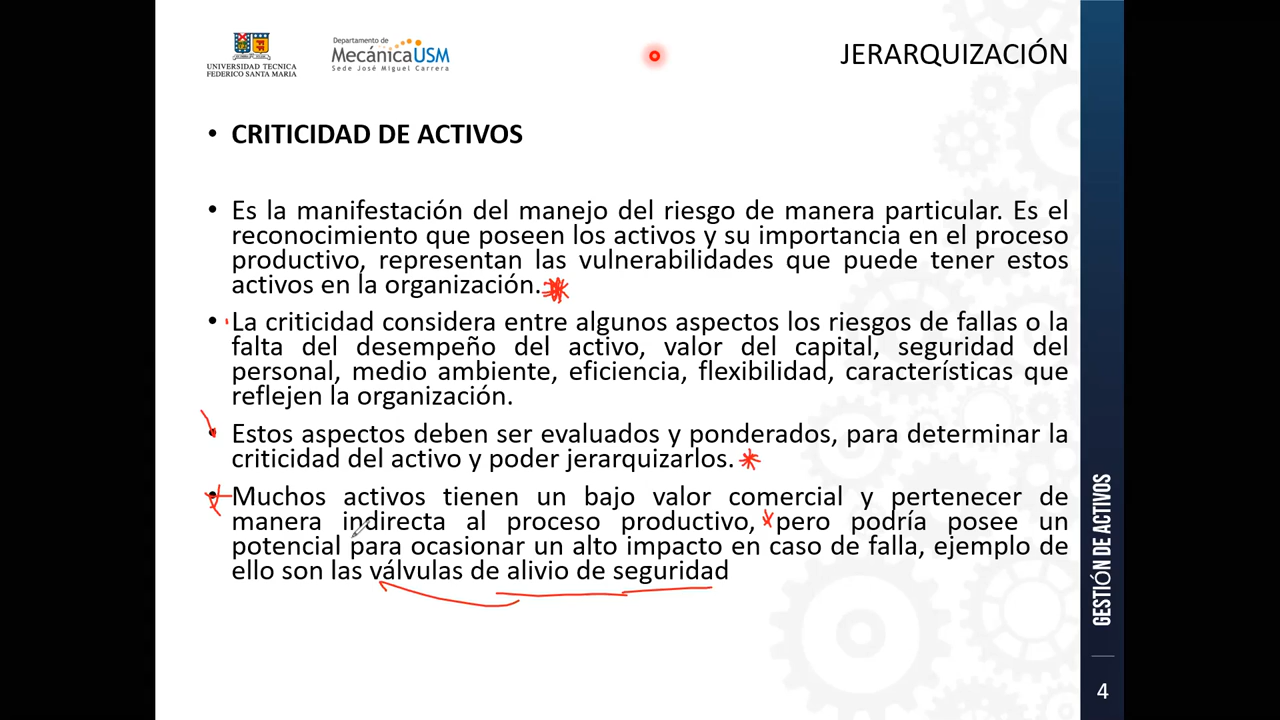 UNIVERSIDAD TECNICA
FEDERICO SANTA MARIA
Departamento de
MecánicaUSM
Sede José Miguel Carrera
JERARQUIZACIÓN
• CRITICIDAD DE ACTIVOS
• Es la manifestación del manejo del riesgo de manera particular. Es el
reconocimiento que poseen los activos y su importancia en el proceso
productivo, representan las vulnerabilidades que puede tener estos
activos en la organización.
• La criticidad considera entre algunos aspectos los riesgos de fallas o la
falta del desempeño del activo, valor del capital, seguridad del
personal, medio ambiente, eficiencia, flexibilidad, características que
reflejen la organización.
• Estos aspectos deben ser evaluados y ponderados, para determinar la
criticidad del activo y poder jerarquizarlos.
• Muchos activos tienen un bajo valor comercial y pertenecer de
manera indirecta al proceso productivo, pero podría posee un
potencial para ocasionar un alto impacto en caso de falla, ejemplo de
ello son las válvulas de alivio de seguridad
GESTIÓN DE ACTIVOS
4